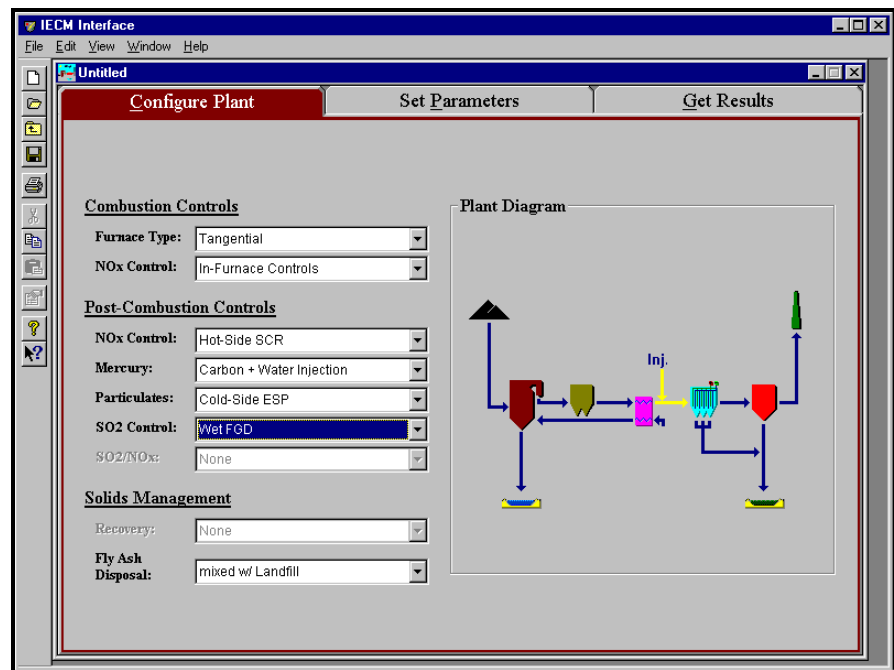 IECM Interface
File Edit View Window Help
Untitled
Configure Plant Set Parameters Get Results
Combustion Controls
Furnace Type: Tangential
NOx Control: In-Furnace Controls
Post-Combustion Controls
NOx Control: Hot-Side SCR
Mercury: Carbon + Water Injection
Particulates: Cold-Side ESP
SO2 Control: Wet FGD
SO2/NOx: None
Solids Management
Recovery: None
Fly Ash
Disposal: mixed w/ Landfill
Plant Diagram
Inj.